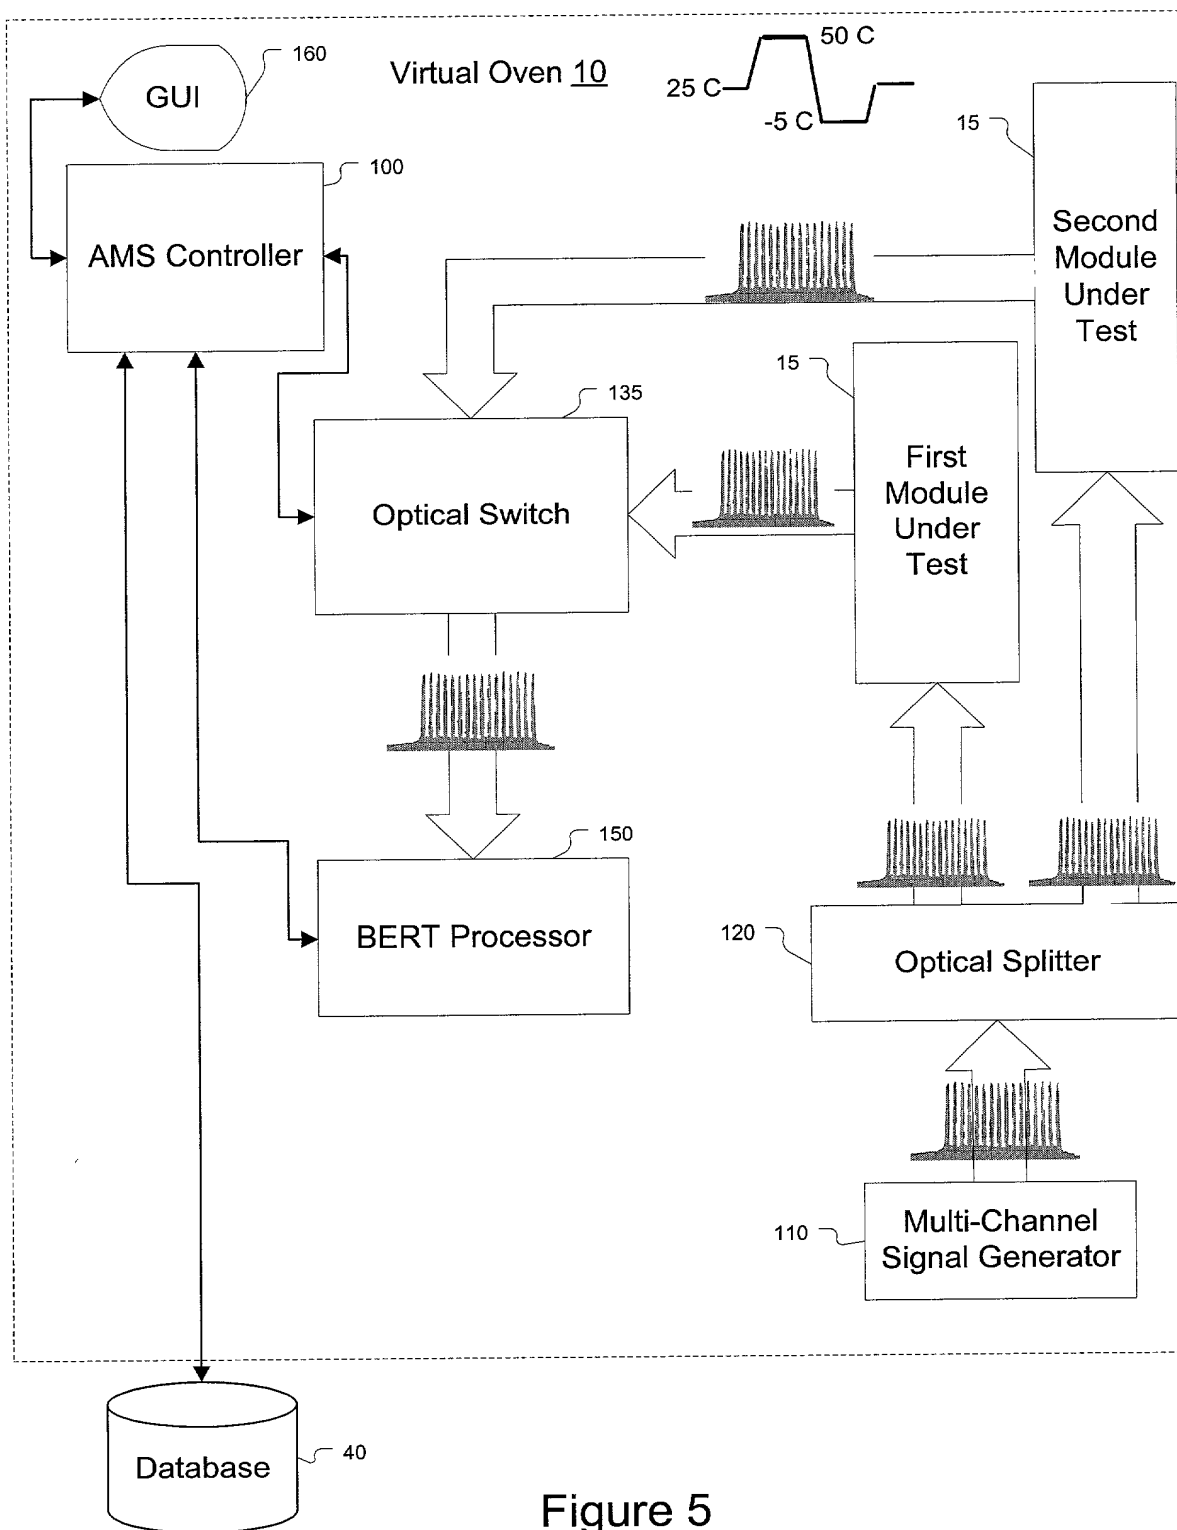 160
GUI
Virtual Oven 10
50 C
25 C
-5 C
15
100
AMS Controller
Second
Module
Under
Test
15
135
First
Module
Under
Test
Optical Switch
150
BERT Processor
120
Optical Splitter
110
Multi-Channel
Signal Generator
Database
40
Figure 5